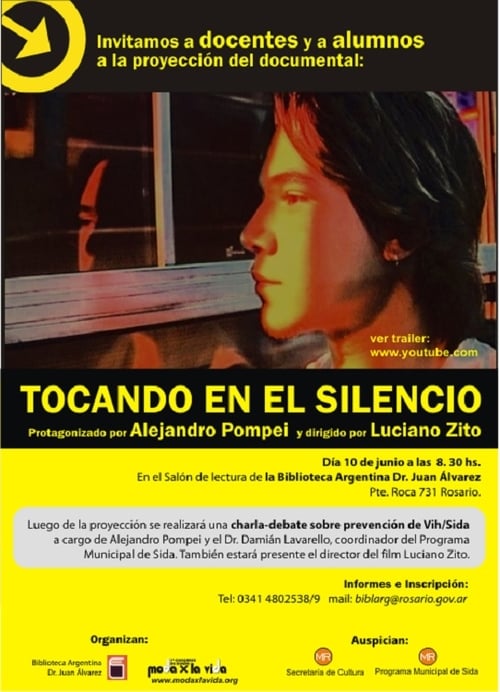 Invitamos a docentes y a alumnos
a la proyección del documental:
ver trailer:
www.youtube.com
TOCANDO EN EL SILENCIO
Protagonizado por Alejandro Pompei y dirigido por Luciano Zito
Día 10 de junio a las 8. 30 hs.
En el Salón de lectura de la Biblioteca Argentina Dr. Juan Álvarez
Pte. Roca 731 Rosario.
Luego de la proyección se realizará una charla-debate sobre prevención de Vih/Sida
a cargo de Alejandro Pompei y el Dr. Damián Lavarello, coordinador del Programa
Municipal de Sida. También estará presente el director del film Luciano Zito.
Informes e Inscripción:
Tel: 0341 4802538/9 mail: biblarg@rosario.gov.ar
Organizan:
Auspician:
Biblioteca Argentina
Dr. Juan Álvarez
moda x la vida
www.modaxlavida.org
MR
Secretaría de Cultura
MR
Programa Municipal de Sida